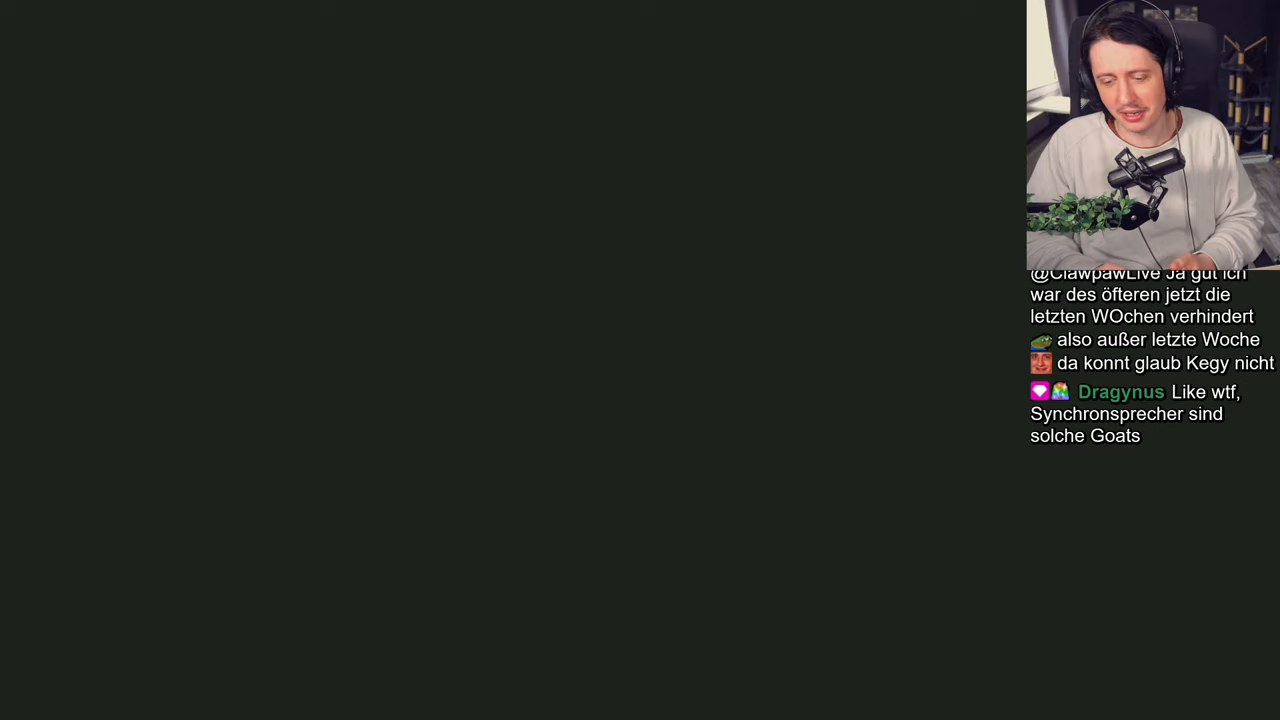 @ClawpawLive Ja gut ich
war des öfteren jetzt die
letzten WOchen verhindert
also außer letzte Woche
da konnt glaub Kegy nicht
Dragynus Like wtf,
Synchronsprecher sind
solche Goats